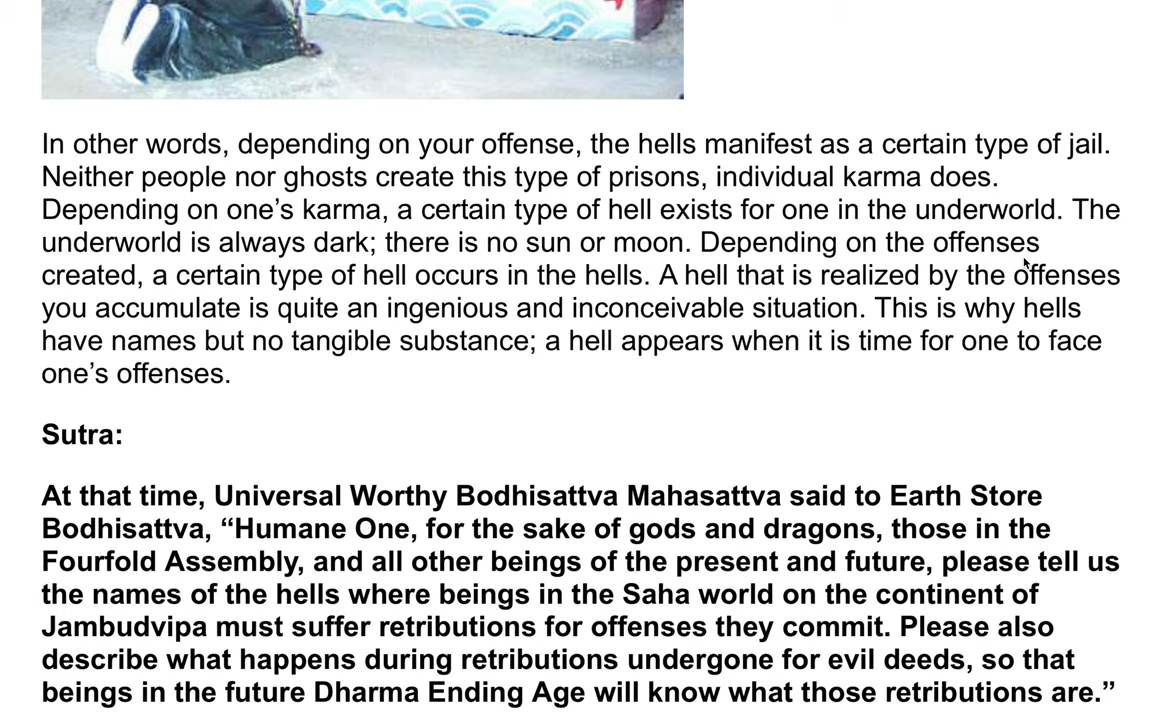 In other words, depending on your offense, the hells manifest as a certain type of jail.
Neither people nor ghosts create this type of prisons, individual karma does.
Depending on one’s karma, a certain type of hell exists for one in the underworld. The
underworld is always dark; there is no sun or moon. Depending on the offenses
created, a certain type of hell occurs in the hells. A hell that is realized by the offenses
you accumulate is quite an ingenious and inconceivable situation. This is why hells
have names but no tangible substance; a hell appears when it is time for one to face
one’s offenses.
Sutra:
At that time, Universal Worthy Bodhisattva Mahasattva said to Earth Store
Bodhisattva, “Humane One, for the sake of gods and dragons, those in the
Fourfold Assembly, and all other beings of the present and future, please tell us
the names of the hells where beings in the Saha world on the continent of
Jambudvipa must suffer retributions for offenses they commit. Please also
describe what happens during retributions undergone for evil deeds, so that
beings in the future Dharma Ending Age will know what those retributions are.”